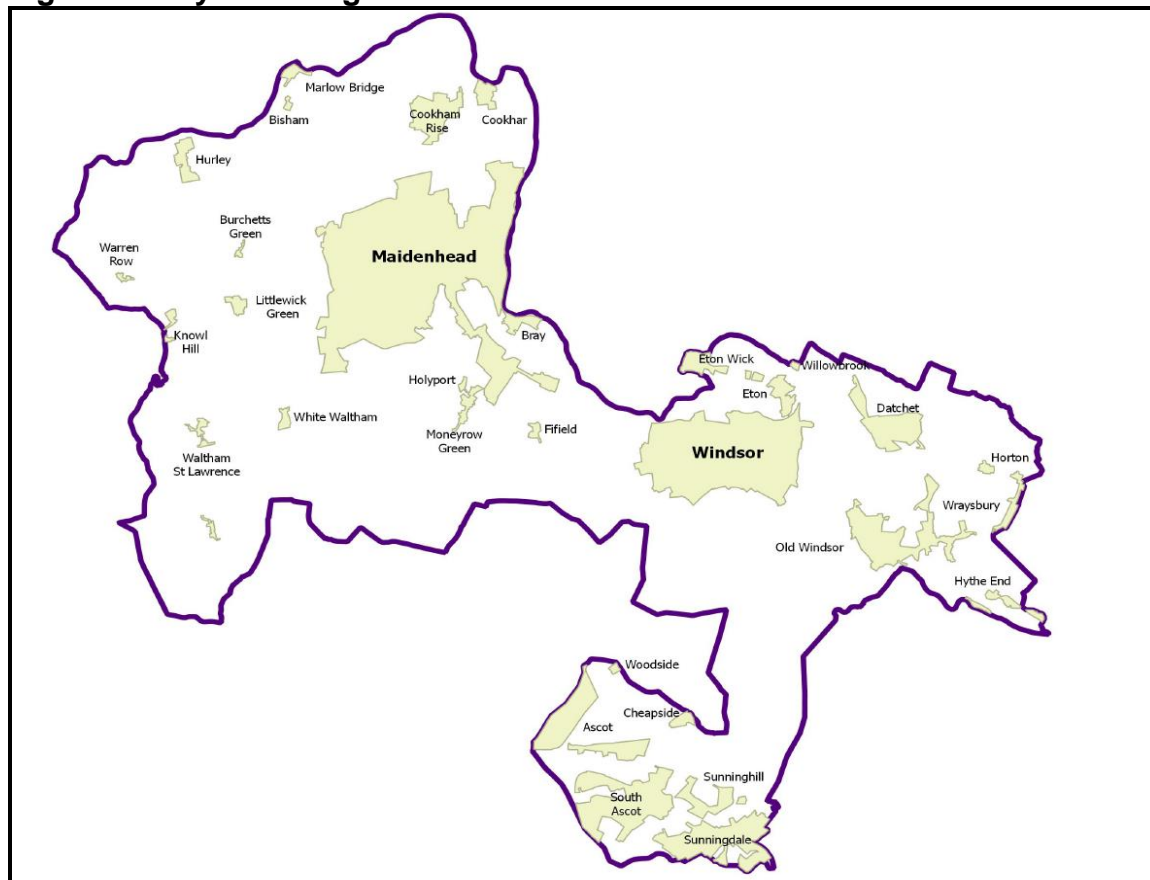 Marlow Bridge
Bisham
Cookham
Rise
Cookhar
Hurley
Burchetts
Green
Warren
Row
Maidenhead
Littlewick
Green
Knowl
Hill
Bray
Eton Wick
Willowbrook
Holyport
Eton
Datchet
White Waltham
Moneyrow
Green
Fifield
Windsor
Waltham
St Lawrence
Horton
Wraysbury
Old Windsor
Hythe End
Woodside
Cheapside
Ascot
Sunninghill
South
Ascot
Sunningdale